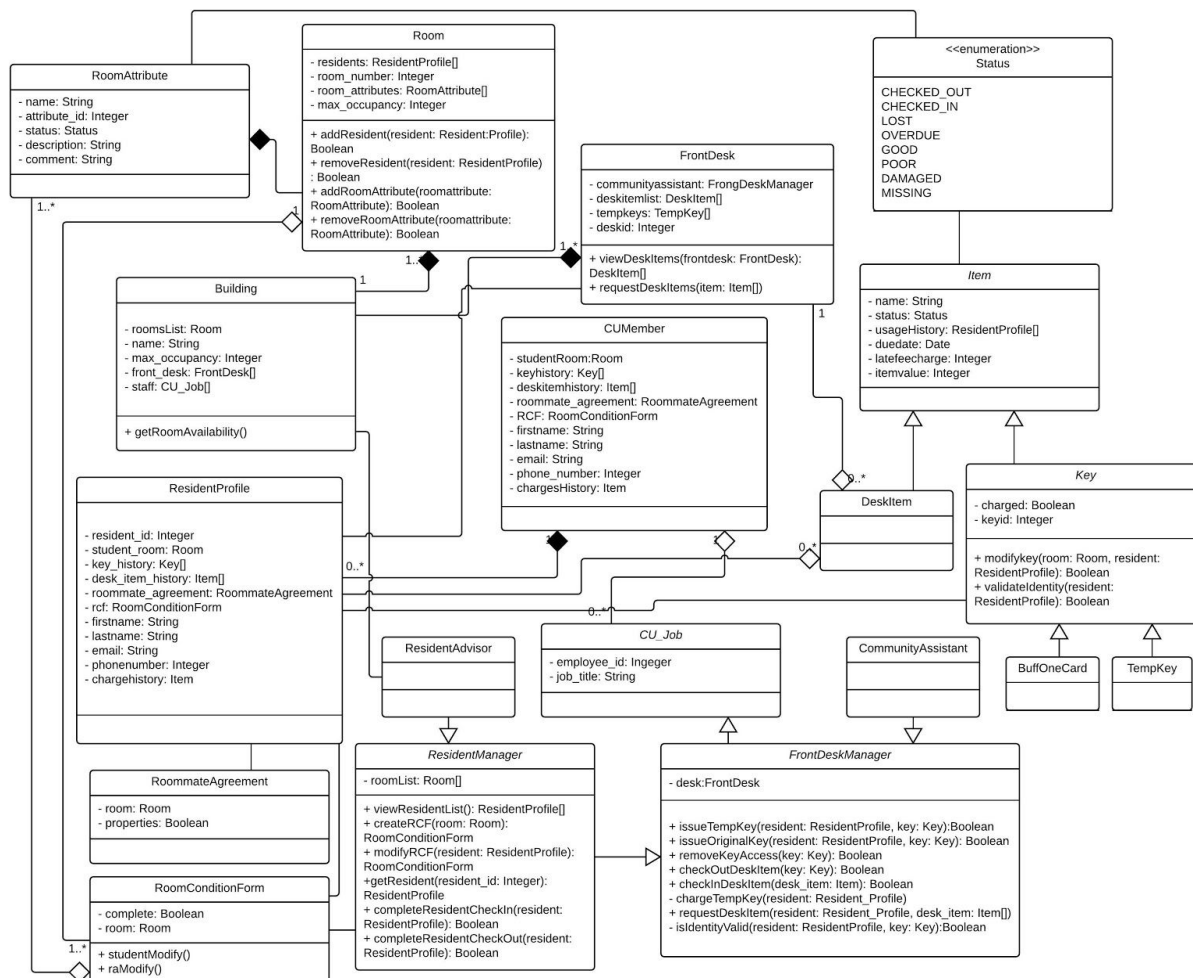 Room
- residents: ResidentProfile[]
- room_number: Integer
- room_attributes: RoomAttribute[]
- max_occupancy: Integer
+ addResident(resident: Resident:Profile):
Boolean
+ removeResident(resident: ResidentProfile)
: Boolean
+ addRoomAttribute(roomattribute:
RoomAttribute): Boolean
+ removeRoomAttribute(roomattribute:
RoomAttribute): Boolean
<<enumeration>>
Status
CHECKED_OUT
CHECKED_IN
LOST
OVERDUE
GOOD
POOR
DAMAGED
MISSING
RoomAttribute
- name: String
- attribute_id: Integer
- status: Status
- description: String
- comment: String
1..*
1
FrontDesk
- communityassistant: FrongDeskManager
- deskitemlist: DeskItem[]
- tempkeys: TempKey[]
- deskid: Integer
+ viewDeskItems(frontdesk: FrontDesk):
DeskItem[]
+ requestDeskItems(item: Item[])
1..*
1..*
1
1
Building
- roomsList: Room
- name: String
- max_occupancy: Integer
- front_desk: FrontDesk[]
- staff: CU_Job[]
+ getRoomAvailability()
Item
- name: String
- status: Status
- usageHistory: ResidentProfile[]
- duedate: Date
- latefeecharge: Integer
- itemvalue: Integer
CUMember
- studentRoom:Room
- keyhistory: Key[]
- deskitemhistory: Item[]
- roommate_agreement: RoommateAgreement
- RCF: RoomConditionForm
- firstname: String
- lastname: String
- email: String
- phone_number: Integer
- chargesHistory: Item
1
1
ResidentProfile
- resident_id: Integer
- student_room: Room
- key_history: Key[]
- desk_item_history: Item[]
- roommate_agreement: RoommateAgreement
- rcf: RoomConditionForm
- firstname: String
- lastname: String
- email: String
- phonenumber: Integer
- chargehistory: Item
0..*
0..*
DeskItem
0..*
Key
- charged: Boolean
- keyid: Integer
+ modifykey(room: Room, resident:
ResidentProfile): Boolean
+ validateIdentity(resident:
ResidentProfile): Boolean
0..*
ResidentAdvisor
CU_Job
- employee_id: Ingeger
- job_title: String
CommunityAssistant
BuffOneCard
TempKey
RoommateAgreement
- room: Room
- properties: Boolean
ResidentManager
- roomList: Room[]
+ viewResidentList(): ResidentProfile[]
+ createRCF(room: Room):
RoomConditionForm
+ modifyRCF(resident: ResidentProfile):
RoomConditionForm
+getResident(resident_id: Integer):
ResidentProfile
+ completeResidentCheckIn(resident:
ResidentProfile): Boolean
+ completeResidentCheckOut(resident:
ResidentProfile): Boolean
FrontDeskManager
- desk:FrontDesk
+ issueTempKey(resident: ResidentProfile, key: Key):Boolean
+ issueOriginalKey(resident: ResidentProfile, key: Key): Boolean
+ removeKeyAccess(key: Key): Boolean
+ checkOutDeskItem(key: Key): Boolean
+ checkInDeskItem(desk_item: Item): Boolean
- chargeTempKey(resident: Resident_Profile)
+ requestDeskItem(resident: Resident_Profile, desk_item: Item[])
- isIdentityValid(resident: ResidentProfile, key: Key):Boolean
RoomConditionForm
- complete: Boolean
- room: Room
+ studentModify()
+ raModify()
1..*